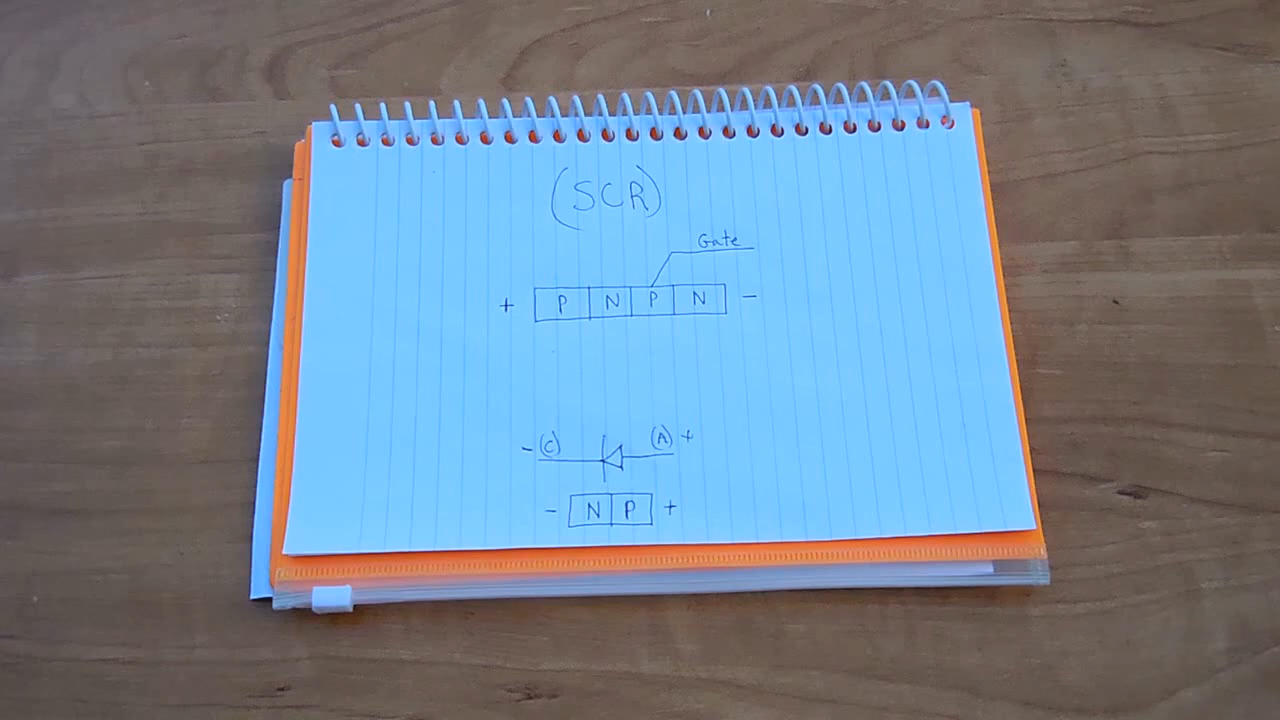 (SCR)
Gate
+ P N P N -
- (C) (A) +
- N P +